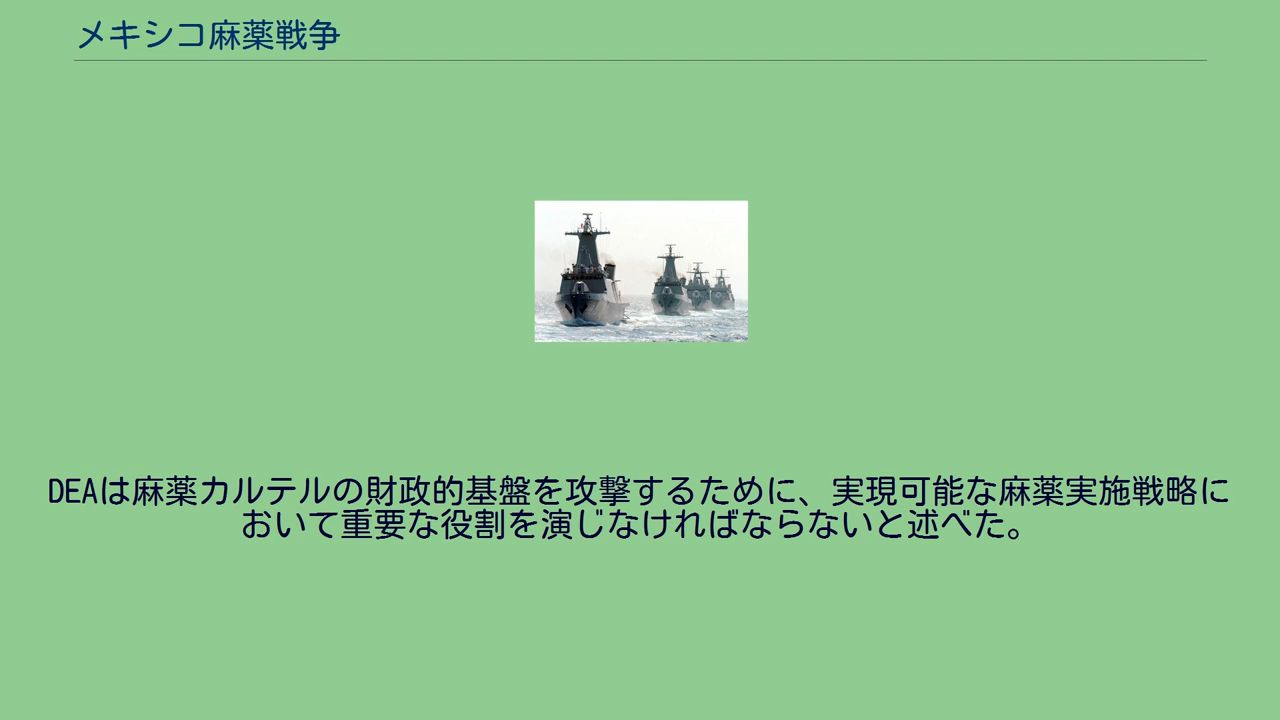 メキシコ麻薬戦争
DEAは麻薬カルテルの財政的基盤を攻撃するために、実現可能な麻薬実施戦略に
おいて重要な役割を演じなければならないと述べた。